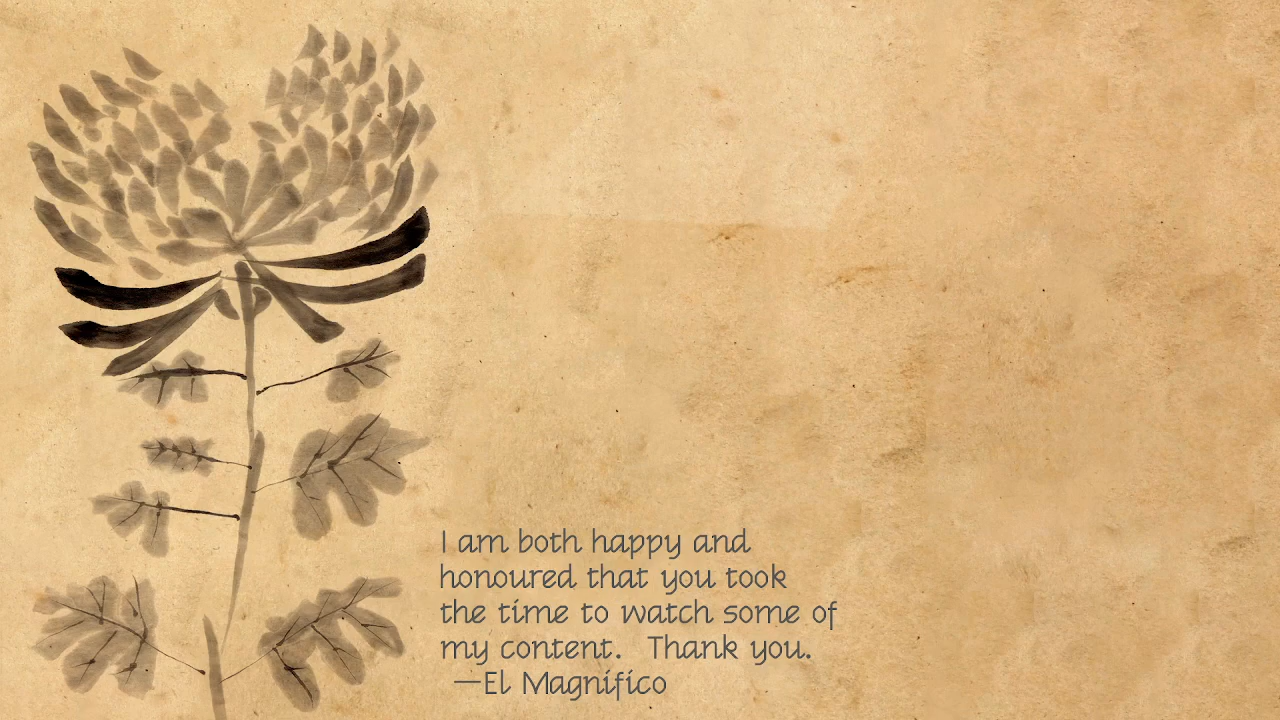 I am both happy and
honoured that you took
the time to watch some of
my content.  Thank you.
—El Magnifico